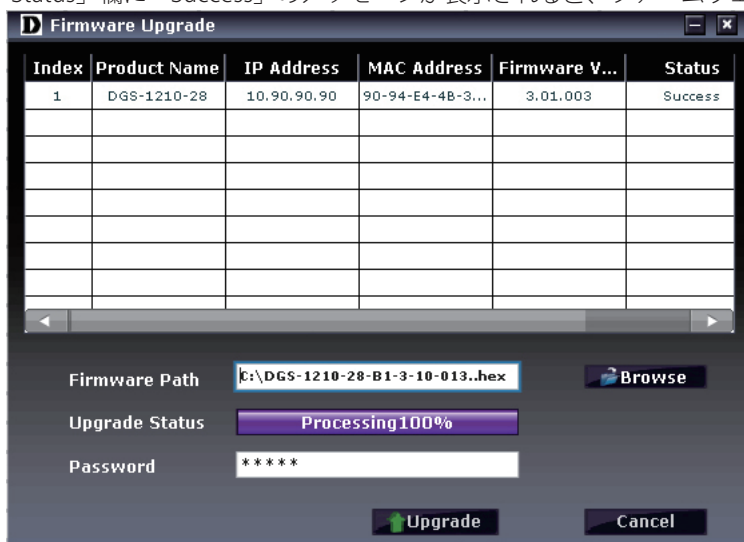 Firmware Upgrade
Index Product Name IP Address MAC Address Firmware V... Status
1 DGS-1210-28 10.90.90.90 90-94-E4-4B-3... 3.01.003 Success
Firmware Path C:\DGS-1210-28-B1-3-10-013..hex Browse
Upgrade Status Processing100%
Password *****
Upgrade Cancel